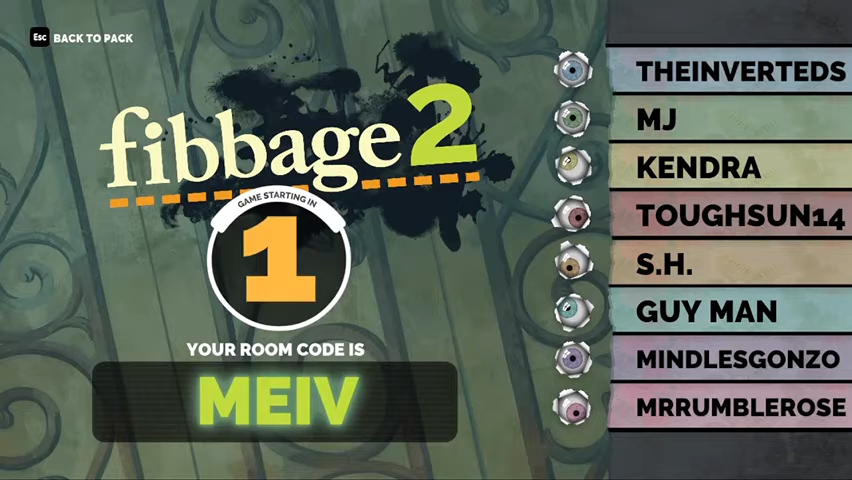 Esc BACK TO PACK
fibbage 2
GAME STARTING IN
1
YOUR ROOM CODE IS
MEIV
THEINVERTEDS
MJ
KENDRA
TOUGHSUN14
S.H.
GUY MAN
MINDLESGONZO
MRRUMBLEROSE